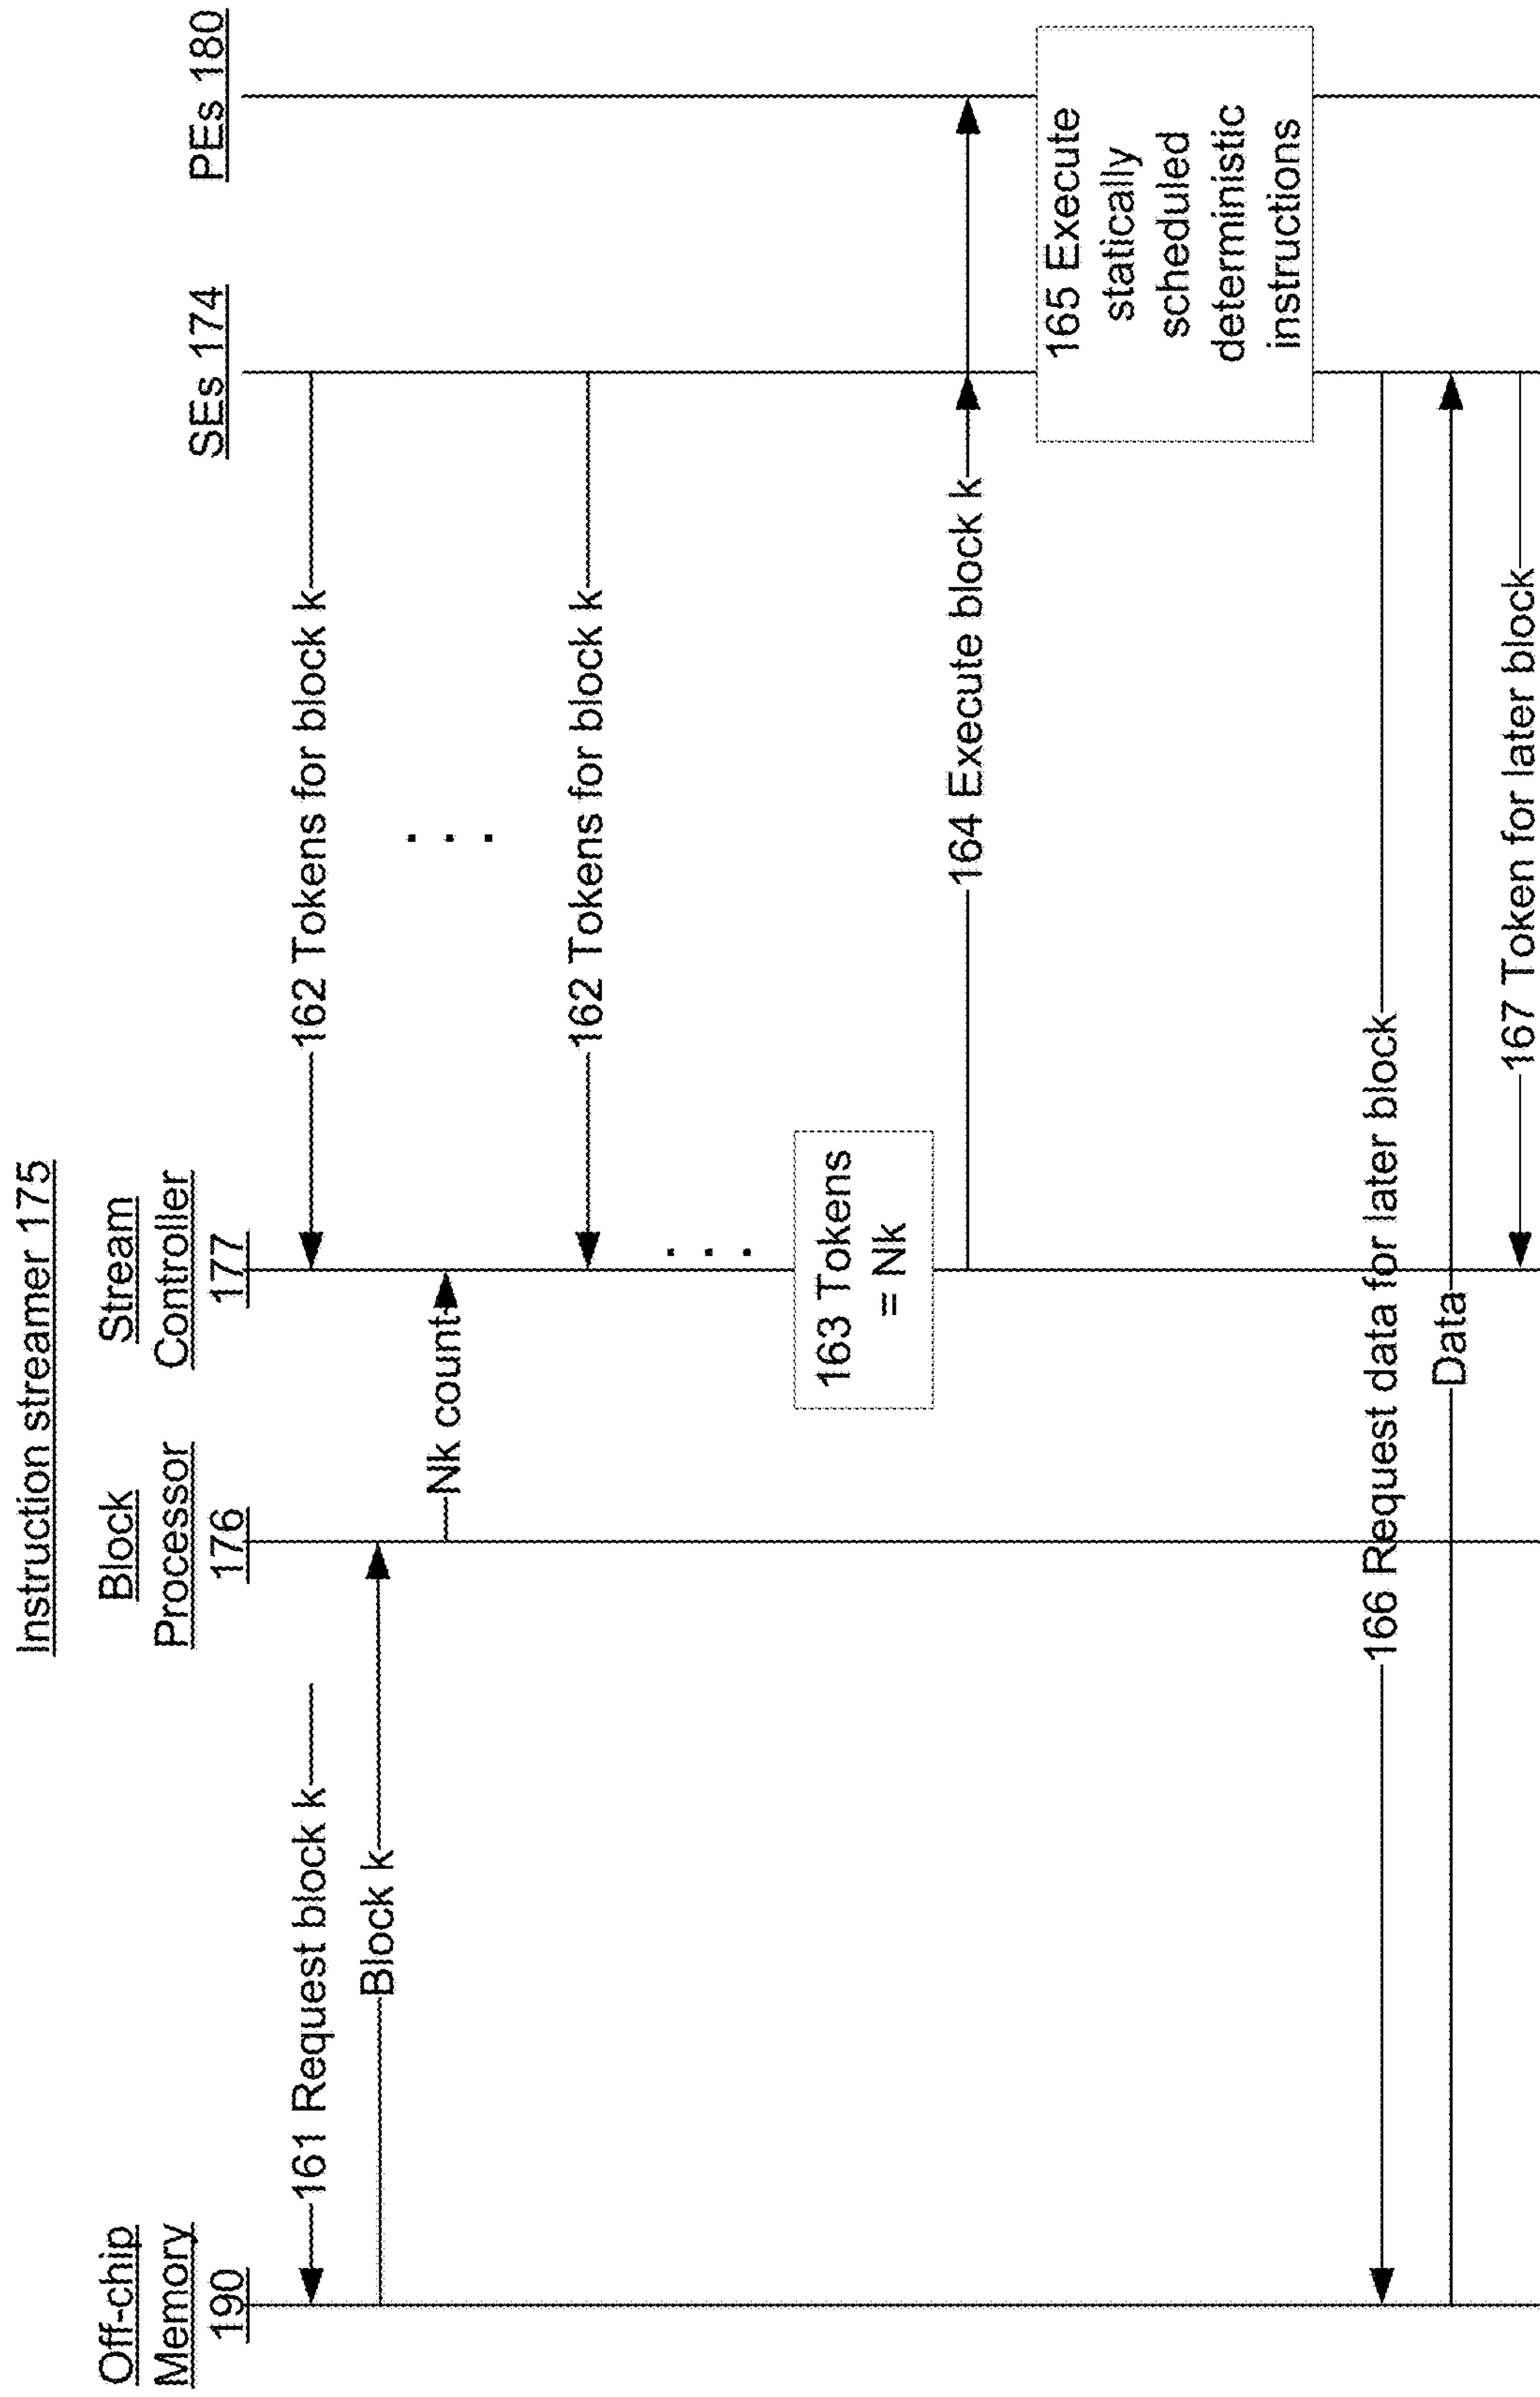 Instruction streamer 175
Off-chip
Memory
190
Block
Processor
176
Stream
Controller
177
SEs 174
PEs 180
161 Request block k
162 Tokens for block k
Block k
Nk count
. . .
162 Tokens for block k
. . .
163 Tokens
= Nk
164 Execute block k
165 Execute
statically
scheduled
deterministic
instructions
166 Request data for later block
Data
167 Token for later block